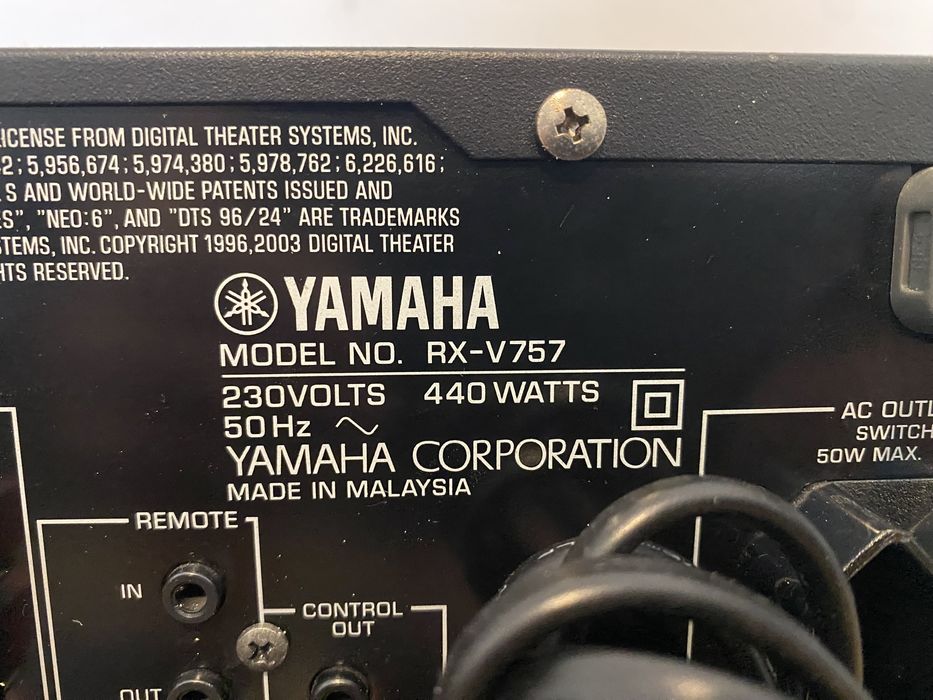 LICENSE FROM DIGITAL THEATER SYSTEMS, INC.
2; 5,956,674; 5,974,380; 5,978,762; 6,226,616;
S AND WORLD-WIDE PATENTS ISSUED AND
", "NEO:6", AND "DTS 96/24" ARE TRADEMARKS
STEMS, INC. COPYRIGHT 1996,2003 DIGITAL THEATER
HTS RESERVED.
YAMAHA
MODEL NO. RX-V757
230VOLTS 440 WATTS
50Hz ~
YAMAHA CORPORATION
MADE IN MALAYSIA
AC OUTL
SWITCH
50W MAX.
REMOTE
IN
CONTROL
OUT
OUT